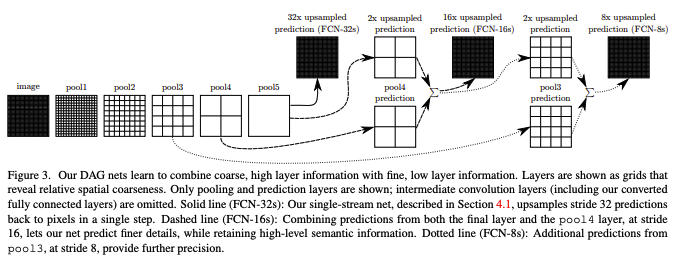 32x upsampled
prediction (FCN-32s)
2x upsampled
prediction
16x upsampled
prediction (FCN-16s)
2x upsampled
prediction
8x upsampled
prediction (FCN-8s)
image
pool1
pool2
pool3
pool4
pool5
pool4
prediction
pool3
prediction
Σ
Σ
Figure 3. Our DAG nets learn to combine coarse, high layer information with fine, low layer information. Layers are shown as grids that
reveal relative spatial coarseness. Only pooling and prediction layers are shown; intermediate convolution layers (including our converted
fully connected layers) are omitted. Solid line (FCN-32s): Our single-stream net, described in Section 4.1, upsamples stride 32 predictions
back to pixels in a single step. Dashed line (FCN-16s): Combining predictions from both the final layer and the pool4 layer, at stride
16, lets our net predict finer details, while retaining high-level semantic information. Dotted line (FCN-8s): Additional predictions from
pool3, at stride 8, provide further precision.